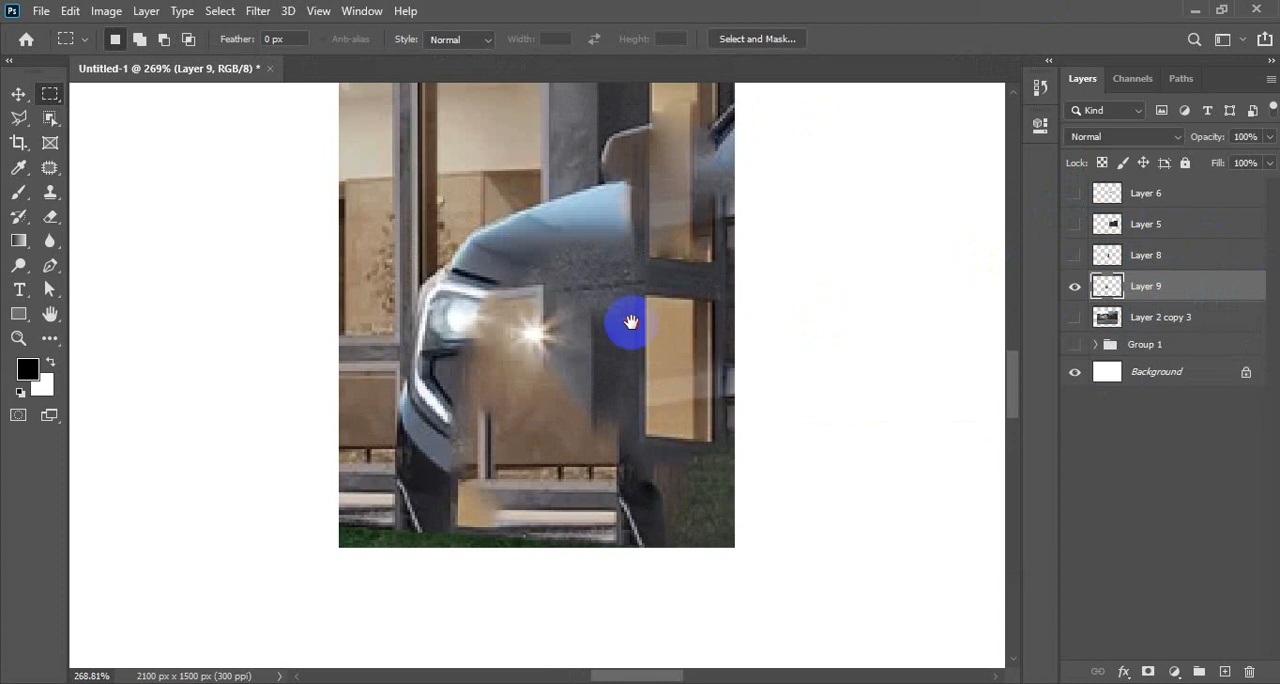 Ps File Edit Image Layer Type Select Filter 3D View Window Help
Feather: 0 px Anti-alias Style: Normal Width: Height: Select and Mask...
Untitled-1 @ 269% (Layer 9, RGB/8) * ×
Layers Channels Paths
Kind
Normal Opacity: 100%
Lock: Fill: 100%
Layer 6
Layer 5
Layer 8
Layer 9
Layer 2 copy 3
Group 1
Background
268.81% 2100 px x 1500 px (300 ppi)